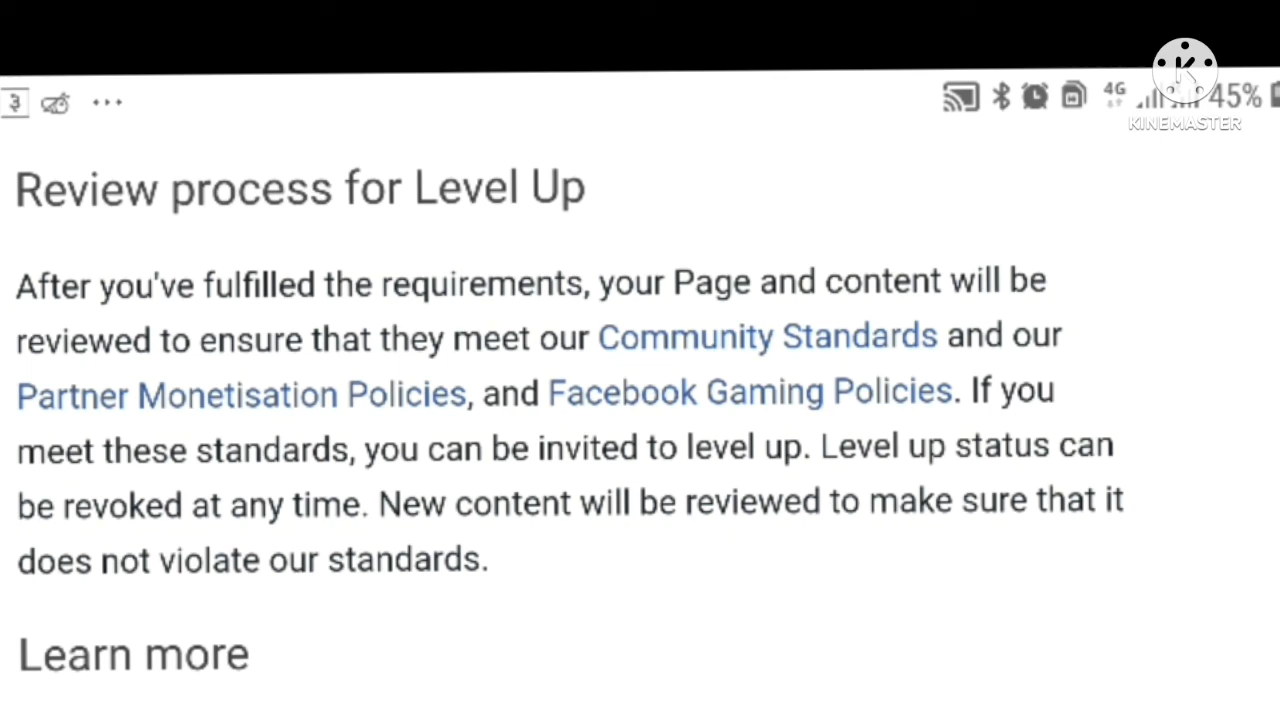 ३ ... 4G 45%
KINEMASTER
Review process for Level Up
After you've fulfilled the requirements, your Page and content will be
reviewed to ensure that they meet our Community Standards and our
Partner Monetisation Policies, and Facebook Gaming Policies. If you
meet these standards, you can be invited to level up. Level up status can
be revoked at any time. New content will be reviewed to make sure that it
does not violate our standards.
Learn more